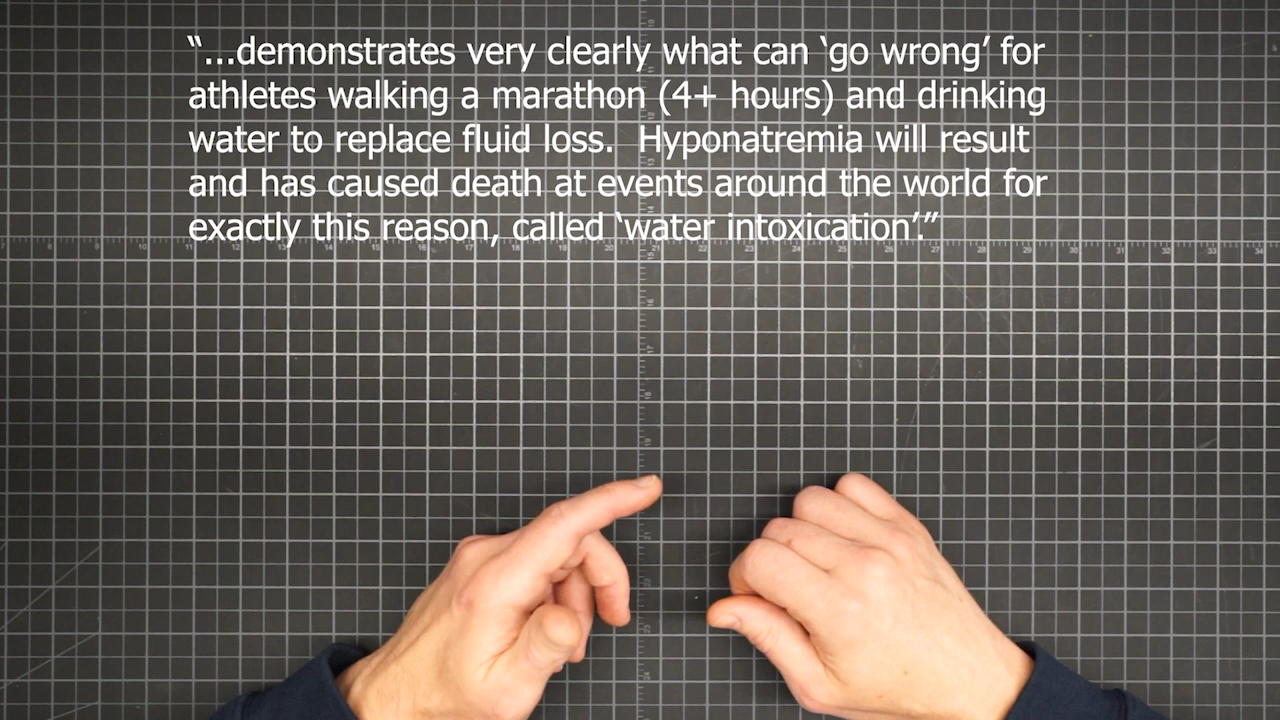 “...demonstrates very clearly what can ‘go wrong’ for
athletes walking a marathon (4+ hours) and drinking
water to replace fluid loss.  Hyponatremia will result
and has caused death at events around the world for
exactly this reason, called ‘water intoxication’.”